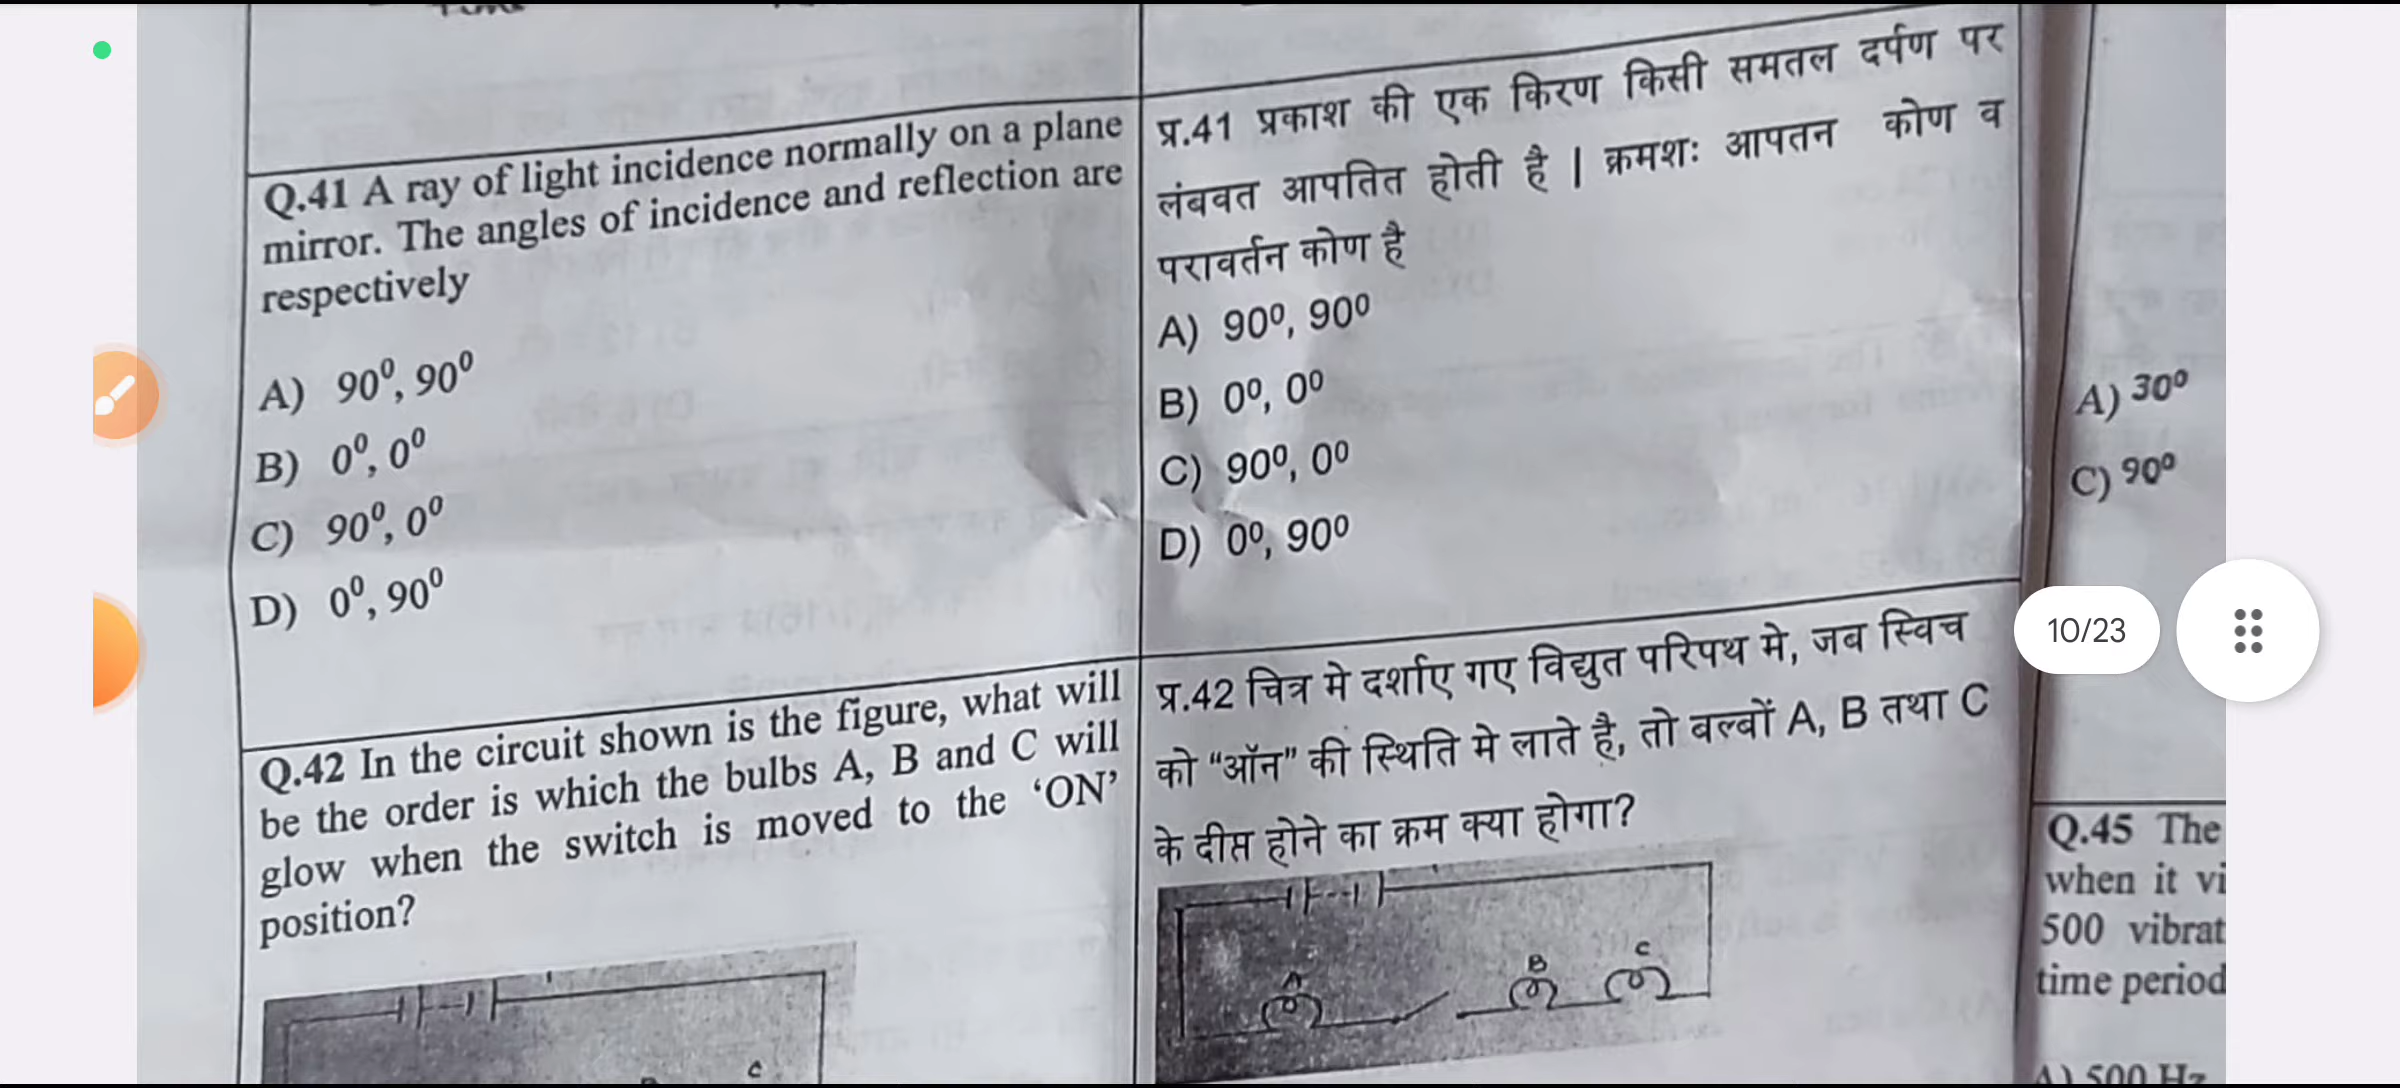 Time
Q.41 A ray of light incidence normally on a plane
mirror. The angles of incidence and reflection are
respectively
A) 90⁰, 90⁰
B) 0⁰, 0⁰
C) 90⁰, 0⁰
D) 0⁰, 90⁰
Q.42 In the circuit shown is the figure, what will
be the order is which the bulbs A, B and C will
glow when the switch is moved to the ‘ON’
position?
C
प्र.41 प्रकाश की एक किरण किसी समतल दर्पण पर
लंबवत आपतित होती है | क्रमशः आपतन कोण व
परावर्तन कोण है
A) 90⁰, 90⁰
B) 0⁰, 0⁰
C) 90⁰, 0⁰
D) 0⁰, 90⁰
प्र.42 चित्र मे दर्शाए गए विद्युत परिपथ मे, जब स्विच
को “ऑन” की स्थिति मे लाते है, तो बल्बों A, B तथा C
के दीप्त होने का क्रम क्या होगा?
A B C
A) 30⁰
C) 90⁰
10/23
Q.45 The
when it vi
500 vibrat
time period
A) 500 Hz